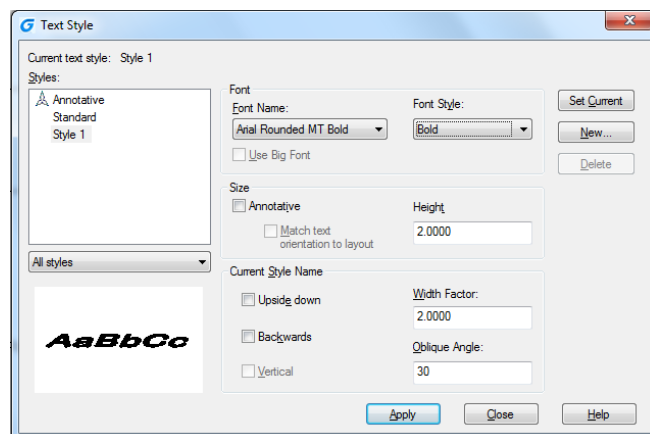 Text Style
Current text style: Style 1
Styles:
Annotative
Standard
Style 1
All styles
AaBbCc
Font
Font Name:
Arial Rounded MT Bold
Use Big Font
Font Style:
Bold
Size
Annotative
Match text
orientation to layout
Height
2.0000
Current Style Name
Upside down
Backwards
Vertical
Width Factor:
2.0000
Oblique Angle:
30
Set Current
New...
Delete
Apply
Close
Help